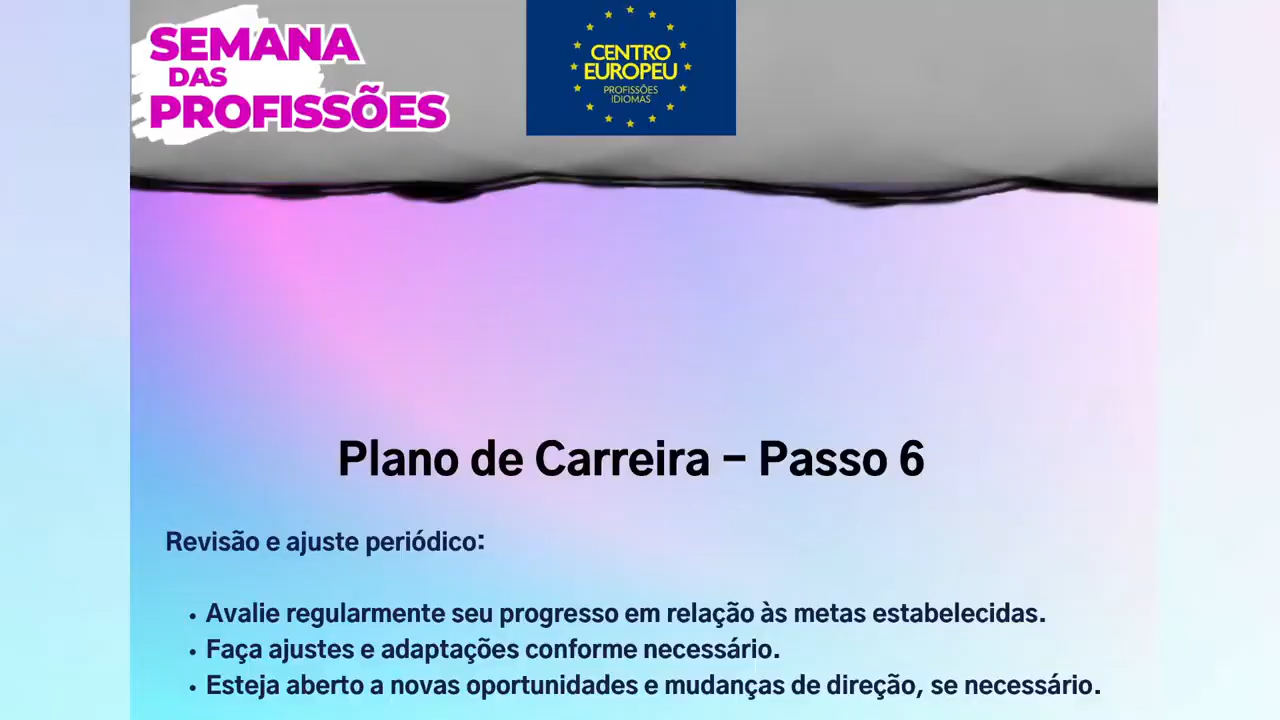 SEMANA
DAS
PROFISSÕES
CENTRO
EUROPEU
PROFISSÕES
IDIOMAS
Plano de Carreira - Passo 6
Revisão e ajuste periódico:
• Avalie regularmente seu progresso em relação às metas estabelecidas.
• Faça ajustes e adaptações conforme necessário.
• Esteja aberto a novas oportunidades e mudanças de direção, se necessário.